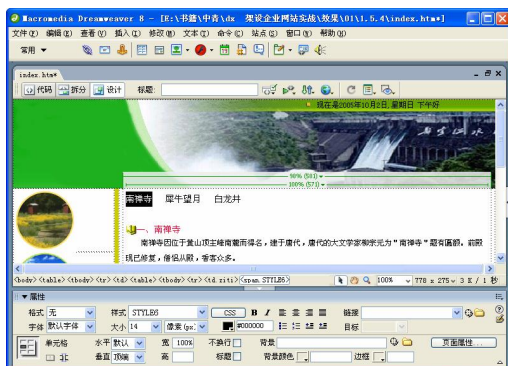 Macromedia Dreamweaver 8 - [E:\书籍\中青\dx 架设企业网站实战\效果\01\1.5.4\index.htm*]
文件(F) 编辑(E) 查看(V) 插入(I) 修改(M) 文本(T) 命令(C) 站点(S) 窗口(W) 帮助(H)
常用
index.htm*
代码 拆分 设计 标题:
现在是2005年10月2日,星期日 下午好
90% (501)
100% (571)
南禅寺 犀牛望月 白龙井
一、南禅寺
南禅寺因位于黄山顶主峰南麓而得名,建于唐代,唐代的大文学家柳宗元为"南禅寺"题有匾额。前殿
现已修复,僧侣从殿,香客众多。
<body><table><tbody><tr><td><table><tbody><tr><td.ziti><span.STYLE6> 100% 778 x 275 3 K / 1 秒
属性
格式 无 样式 STYLE6 CSS B I 链接
字体 默认字体 大小 14 像素(px) #000000 目标
单元格 水平 默认 宽 100% 不换行 背景 页面属性...
垂直 顶端 高 标题 背景颜色 边框